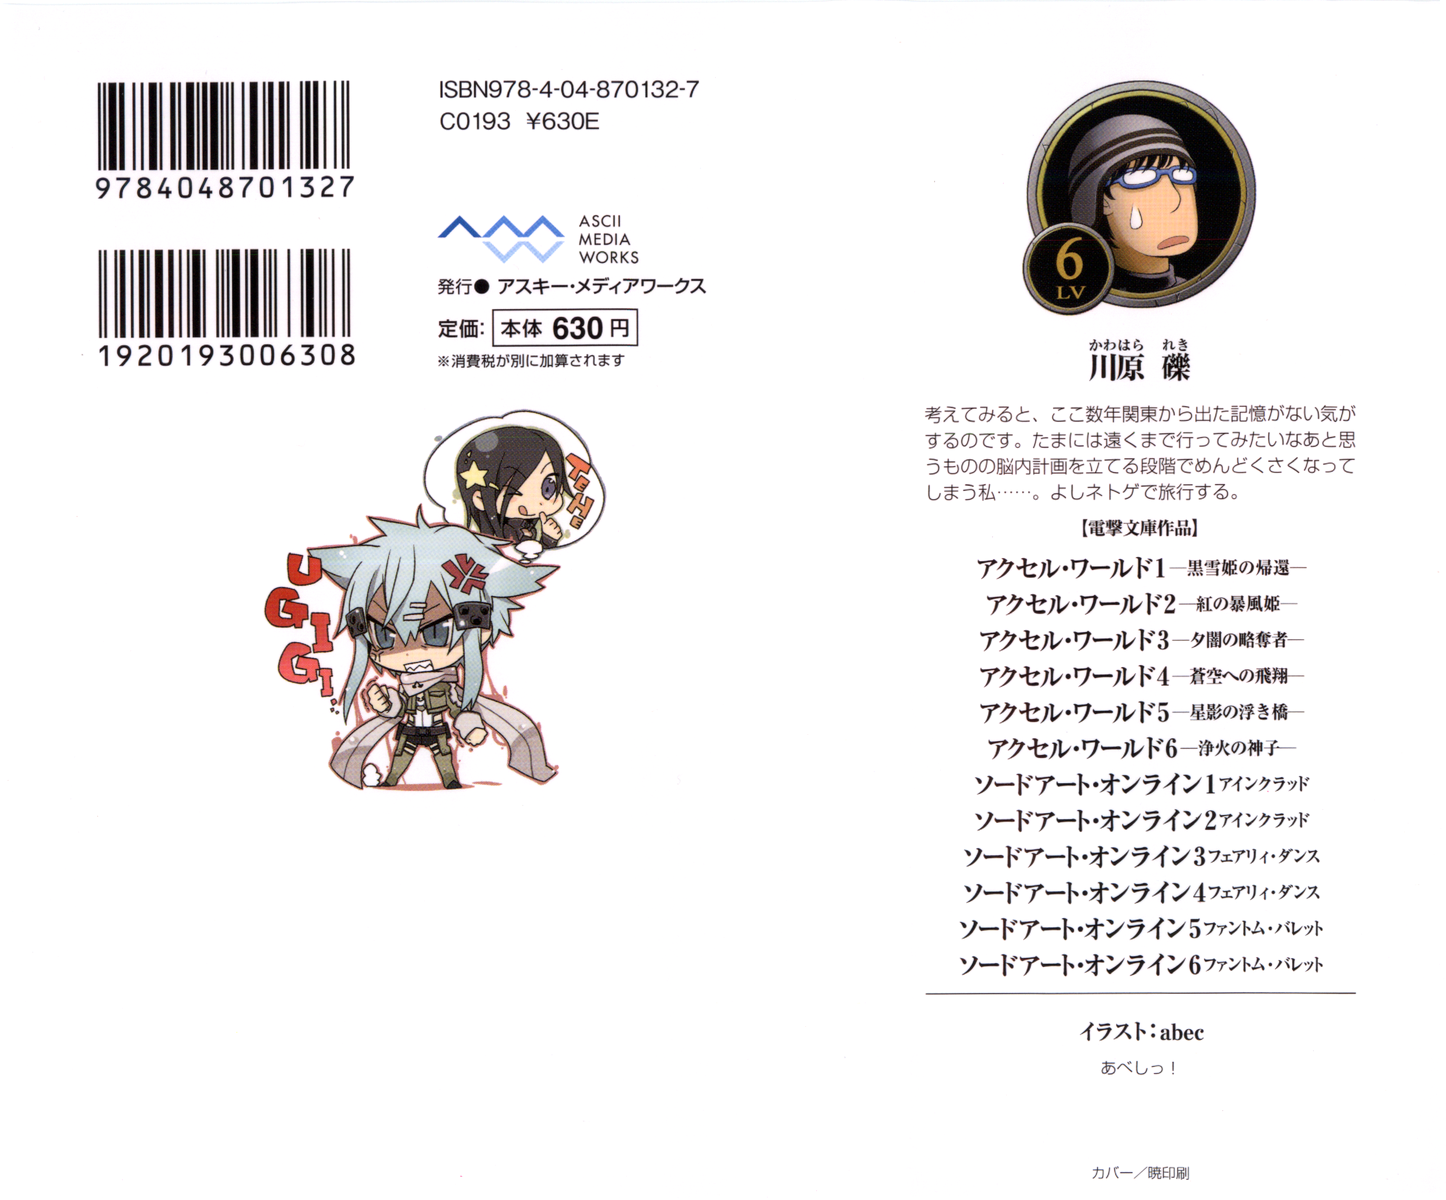 9784048701327
1920193006308
ISBN978-4-04-870132-7
C0193 ¥630E
ASCII
MEDIA
WORKS
発行● アスキー・メディアワークス
定価: 本体 630 円
※消費税が別に加算されます
TEHE
UGIGI
6
LV
かわはら れき
川原 礫
考えてみると、ここ数年関東から出た記憶がない気が
するのです。たまには遠くまで行ってみたいなあと思
うものの脳内計画を立てる段階でめんどくさくなって
しまう私……。よしネトゲで旅行する。
【電撃文庫作品】
アクセル・ワールド1―黒雪姫の帰還―
アクセル・ワールド2―紅の暴風姫―
アクセル・ワールド3―夕闇の略奪者―
アクセル・ワールド4―蒼空への飛翔―
アクセル・ワールド5―星影の浮き橋―
アクセル・ワールド6―浄火の神子―
ソードアート・オンライン1アインクラッド
ソードアート・オンライン2アインクラッド
ソードアート・オンライン3フェアリィ・ダンス
ソードアート・オンライン4フェアリィ・ダンス
ソードアート・オンライン5ファントム・バレット
ソードアート・オンライン6ファントム・バレット
イラスト:abec
あべしっ!
カバー/暁印刷